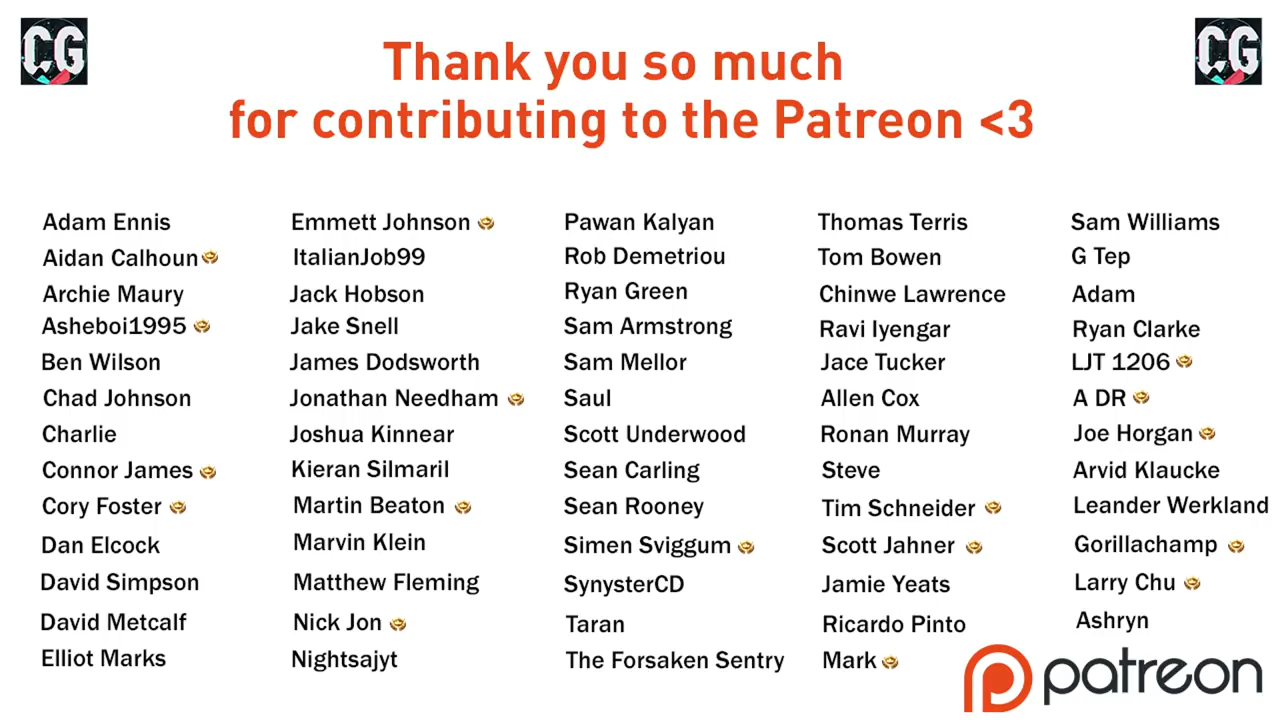 CG
CG
Thank you so much
for contributing to the Patreon <3
Adam Ennis
Aidan Calhoun
Archie Maury
Asheboi1995
Ben Wilson
Chad Johnson
Charlie
Connor James
Cory Foster
Dan Elcock
David Simpson
David Metcalf
Elliot Marks
Emmett Johnson
ItalianJob99
Jack Hobson
Jake Snell
James Dodsworth
Jonathan Needham
Joshua Kinnear
Kieran Silmaril
Martin Beaton
Marvin Klein
Matthew Fleming
Nick Jon
Nightsajyt
Pawan Kalyan
Rob Demetriou
Ryan Green
Sam Armstrong
Sam Mellor
Saul
Scott Underwood
Sean Carling
Sean Rooney
Simen Sviggum
SynysterCD
Taran
The Forsaken Sentry
Thomas Terris
Tom Bowen
Chinwe Lawrence
Ravi Iyengar
Jace Tucker
Allen Cox
Ronan Murray
Steve
Tim Schneider
Scott Jahner
Jamie Yeats
Ricardo Pinto
Mark
Sam Williams
G Tep
Adam
Ryan Clarke
LJT 1206
A DR
Joe Horgan
Arvid Klaucke
Leander Werkland
Gorillachamp
Larry Chu
Ashryn
patreon